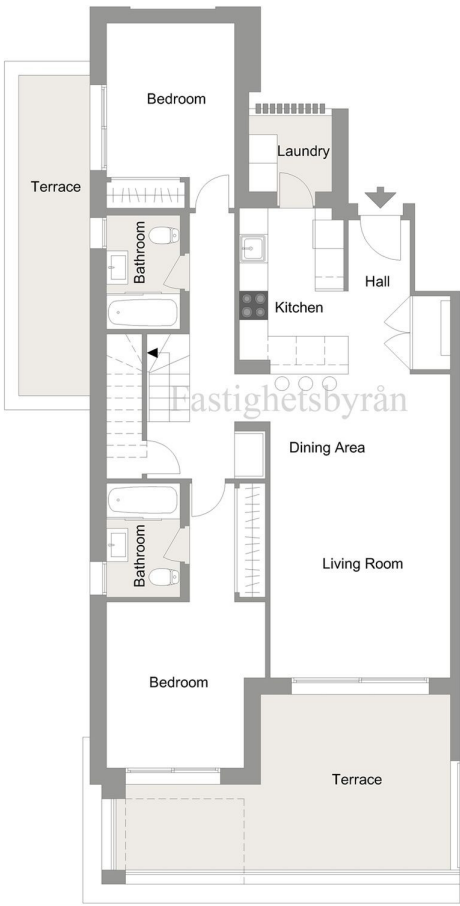 Bedroom
Laundry
Terrace
Bathroom
Hall
Kitchen
Fastighetsbyrån
Dining Area
Bathroom
Living Room
Bedroom
Terrace